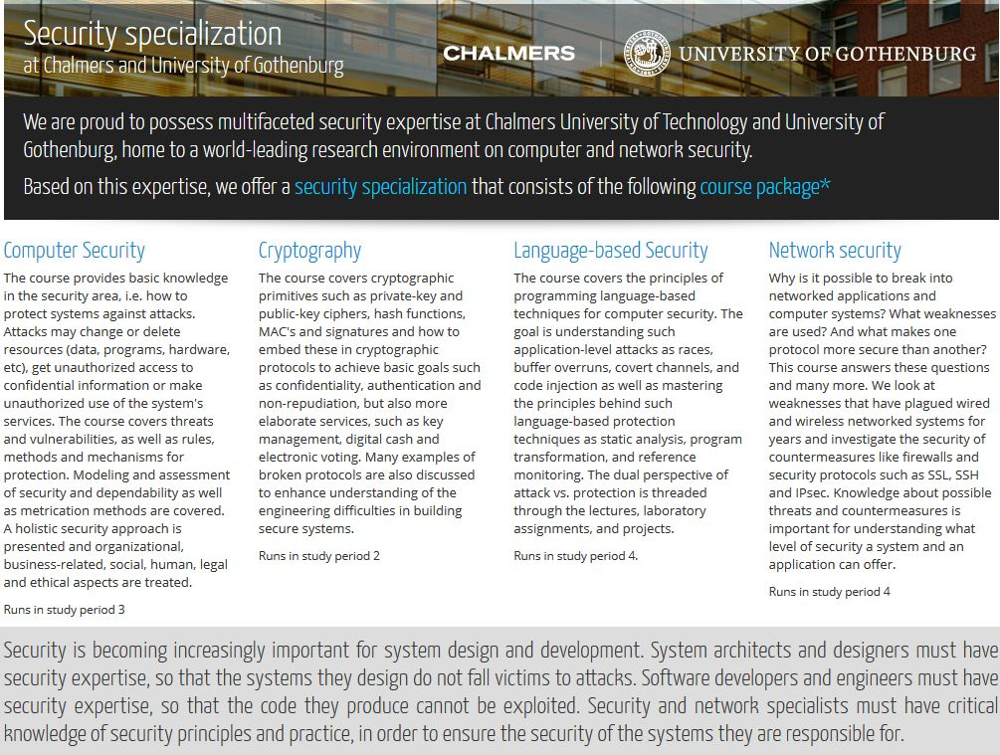 Security specialization
at Chalmers and University of Gothenburg
CHALMERS
UNIVERSITY OF GOTHENBURG
We are proud to possess multifaceted security expertise at Chalmers University of Technology and University of
Gothenburg, home to a world-leading research environment on computer and network security.
Based on this expertise, we offer a security specialization that consists of the following course package*
Computer Security
The course provides basic knowledge
in the security area, i.e. how to
protect systems against attacks.
Attacks may change or delete
resources (data, programs, hardware,
etc), get unauthorized access to
confidential information or make
unauthorized use of the system's
services. The course covers threats
and vulnerabilities, as well as rules,
methods and mechanisms for
protection. Modeling and assessment
of security and dependability as well
as metrication methods are covered.
A holistic security approach is
presented and organizational,
business-related, social, human, legal
and ethical aspects are treated.
Runs in study period 3
Cryptography
The course covers cryptographic
primitives such as private-key and
public-key ciphers, hash functions,
MAC's and signatures and how to
embed these in cryptographic
protocols to achieve basic goals such
as confidentiality, authentication and
non-repudiation, but also more
elaborate services, such as key
management, digital cash and
electronic voting. Many examples of
broken protocols are also discussed
to enhance understanding of the
engineering difficulties in building
secure systems.
Runs in study period 2
Language-based Security
The course covers the principles of
programming language-based
techniques for computer security. The
goal is understanding such
application-level attacks as races,
buffer overruns, covert channels, and
code injection as well as mastering
the principles behind such
language-based protection
techniques as static analysis, program
transformation, and reference
monitoring. The dual perspective of
attack vs. protection is threaded
through the lectures, laboratory
assignments, and projects.
Runs in study period 4.
Network security
Why is it possible to break into
networked applications and
computer systems? What weaknesses
are used? And what makes one
protocol more secure than another?
This course answers these questions
and many more. We look at
weaknesses that have plagued wired
and wireless networked systems for
years and investigate the security of
countermeasures like firewalls and
security protocols such as SSL, SSH
and IPsec. Knowledge about possible
threats and countermeasures is
important for understanding what
level of security a system and an
application can offer.
Runs in study period 4
Security is becoming increasingly important for system design and development. System architects and designers must have
security expertise, so that the systems they design do not fall victims to attacks. Software developers and engineers must have
security expertise, so that the code they produce cannot be exploited. Security and network specialists must have critical
knowledge of security principles and practice, in order to ensure the security of the systems they are responsible for.